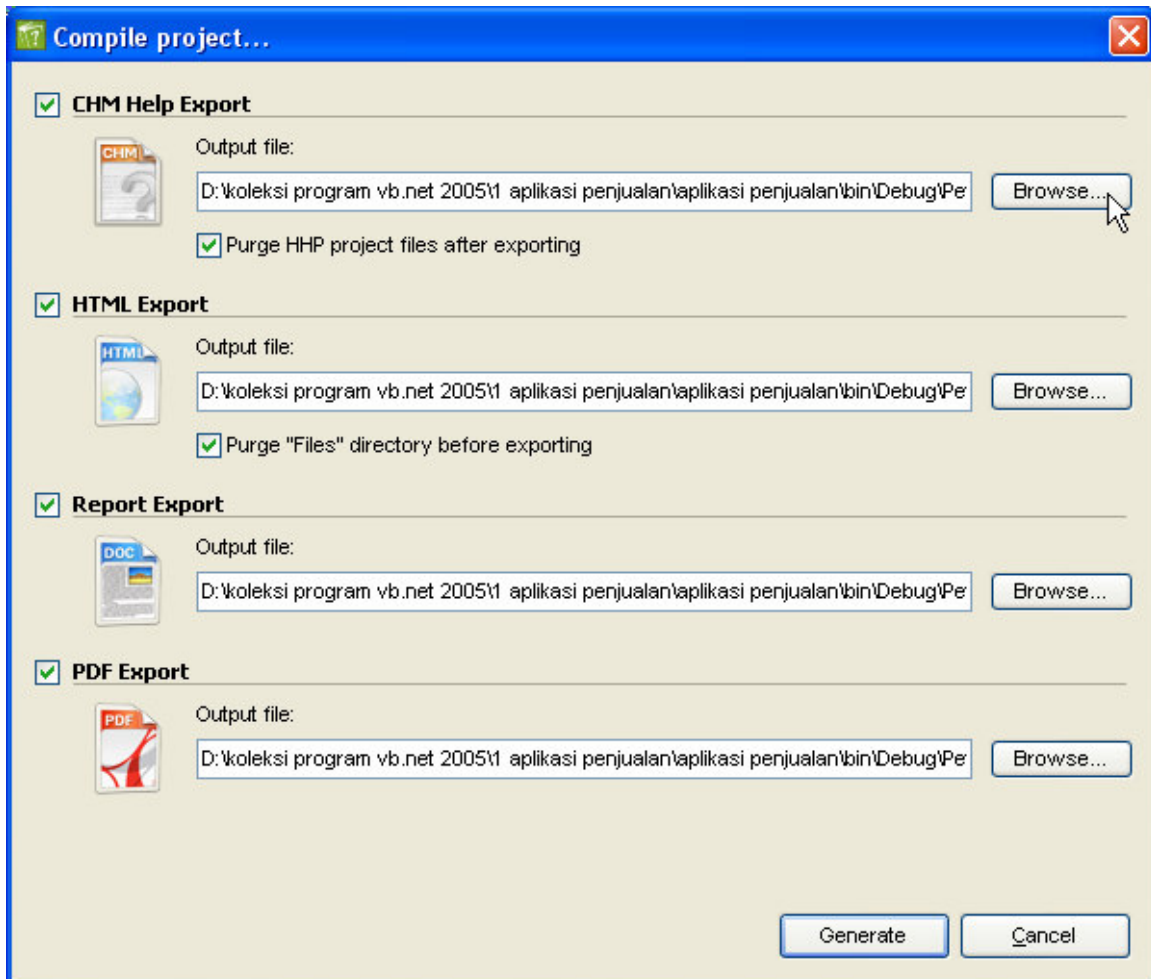 Compile project...
CHM Help Export
CHM
Output file:
D:\koleksi program vb.net 2005\1 aplikasi penjualan\aplikasi penjualan\bin\Debug\Pe
Browse...
Purge HHP project files after exporting
HTML Export
HTML
Output file:
D:\koleksi program vb.net 2005\1 aplikasi penjualan\aplikasi penjualan\bin\Debug\Pe
Browse...
Purge "Files" directory before exporting
Report Export
DOC
Output file:
D:\koleksi program vb.net 2005\1 aplikasi penjualan\aplikasi penjualan\bin\Debug\Pe
Browse...
PDF Export
PDF
Output file:
D:\koleksi program vb.net 2005\1 aplikasi penjualan\aplikasi penjualan\bin\Debug\Pe
Browse...
Generate Cancel